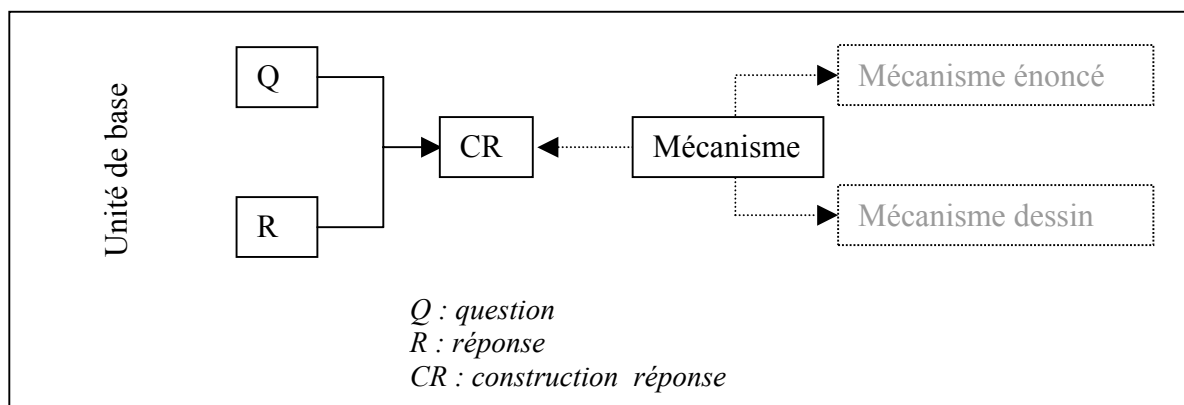 Unité de base
Q
R
CR
Mécanisme
Mécanisme énoncé
Mécanisme dessin
Q : question
R : réponse
CR : construction réponse